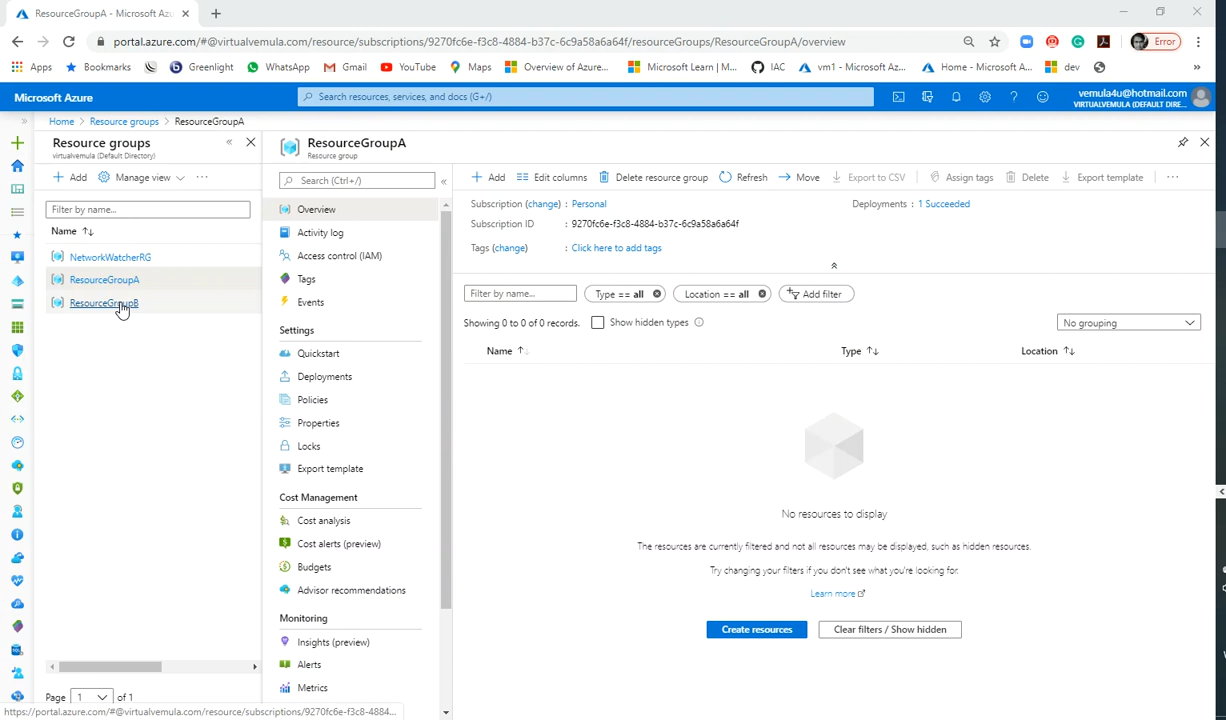 ResourceGroupA - Microsoft Azu
portal.azure.com/#@virtualvemula.com/resource/subscriptions/9270fc6e-f3c8-4884-b37c-6c9a58a6a64f/resourceGroups/ResourceGroupA/overview
Error
Apps
Bookmarks
Greenlight
WhatsApp
Gmail
YouTube
Maps
Overview of Azure...
Microsoft Learn | M...
IAC
vm1 - Microsoft Az...
Home - Microsoft A...
dev
»
Microsoft Azure
Search resources, services, and docs (G+/)
vemula4u@hotmail.com
VIRTUALVEMULA (DEFAULT DIRE...
Home > Resource groups > ResourceGroupA
Resource groups
virtualvemula (Default Directory)
Add
Manage view
...
Filter by name...
Name
NetworkWatcherRG
ResourceGroupA
ResourceGroupB
Page 1 of 1
ResourceGroupA
Resource group
Search (Ctrl+/)
Overview
Activity log
Access control (IAM)
Tags
Events
Settings
Quickstart
Deployments
Policies
Properties
Locks
Export template
Cost Management
Cost analysis
Cost alerts (preview)
Budgets
Advisor recommendations
Monitoring
Insights (preview)
Alerts
Metrics
Add
Edit columns
Delete resource group
Refresh
Move
Export to CSV
Assign tags
Delete
Export template
...
Subscription (change) : Personal
Deployments : 1 Succeeded
Subscription ID : 9270fc6e-f3c8-4884-b37c-6c9a58a6a64f
Tags (change) : Click here to add tags
Filter by name...
Type == all
Location == all
Add filter
Showing 0 to 0 of 0 records.
Show hidden types
No grouping
Name
Type
Location
No resources to display
The resources are currently filtered and not all resources may be displayed, such as hidden resources.
Try changing your filters if you don't see what you're looking for.
Learn more
Create resources
Clear filters / Show hidden
https://portal.azure.com/#@virtualvemula.com/resource/subscriptions/9270fc6e-f3c8-4884...